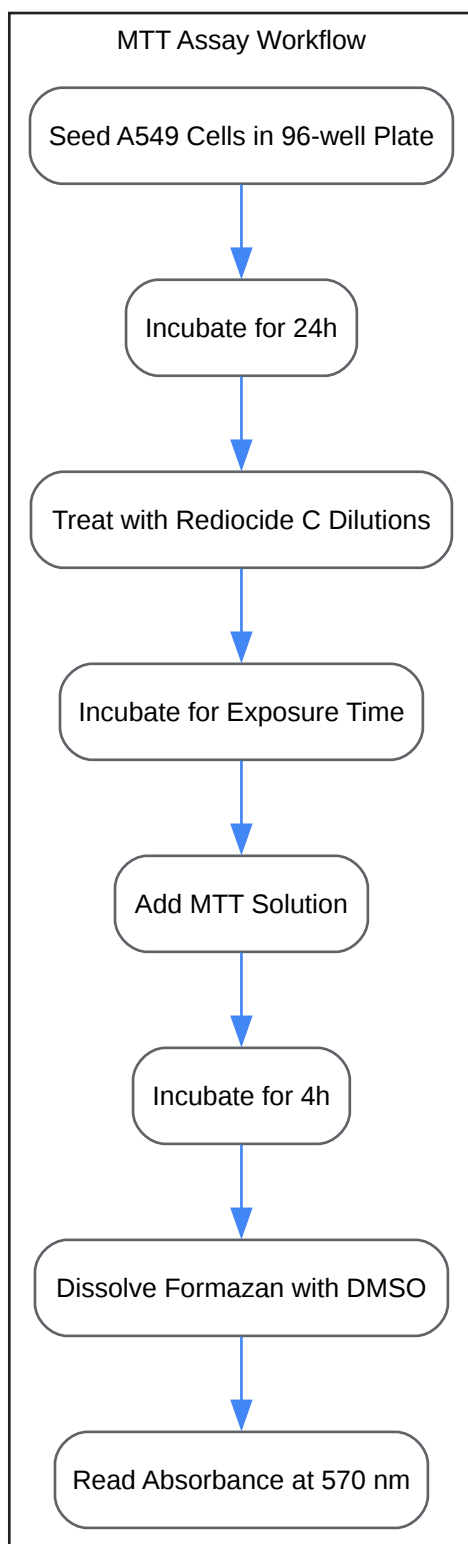 MTT Assay Workflow
Seed A549 Cells in 96-well Plate
Incubate for 24h
Treat with Rediocide C Dilutions
Incubate for Exposure Time
Add MTT Solution
Incubate for 4h
Dissolve Formazan with DMSO
Read Absorbance at 570 nm